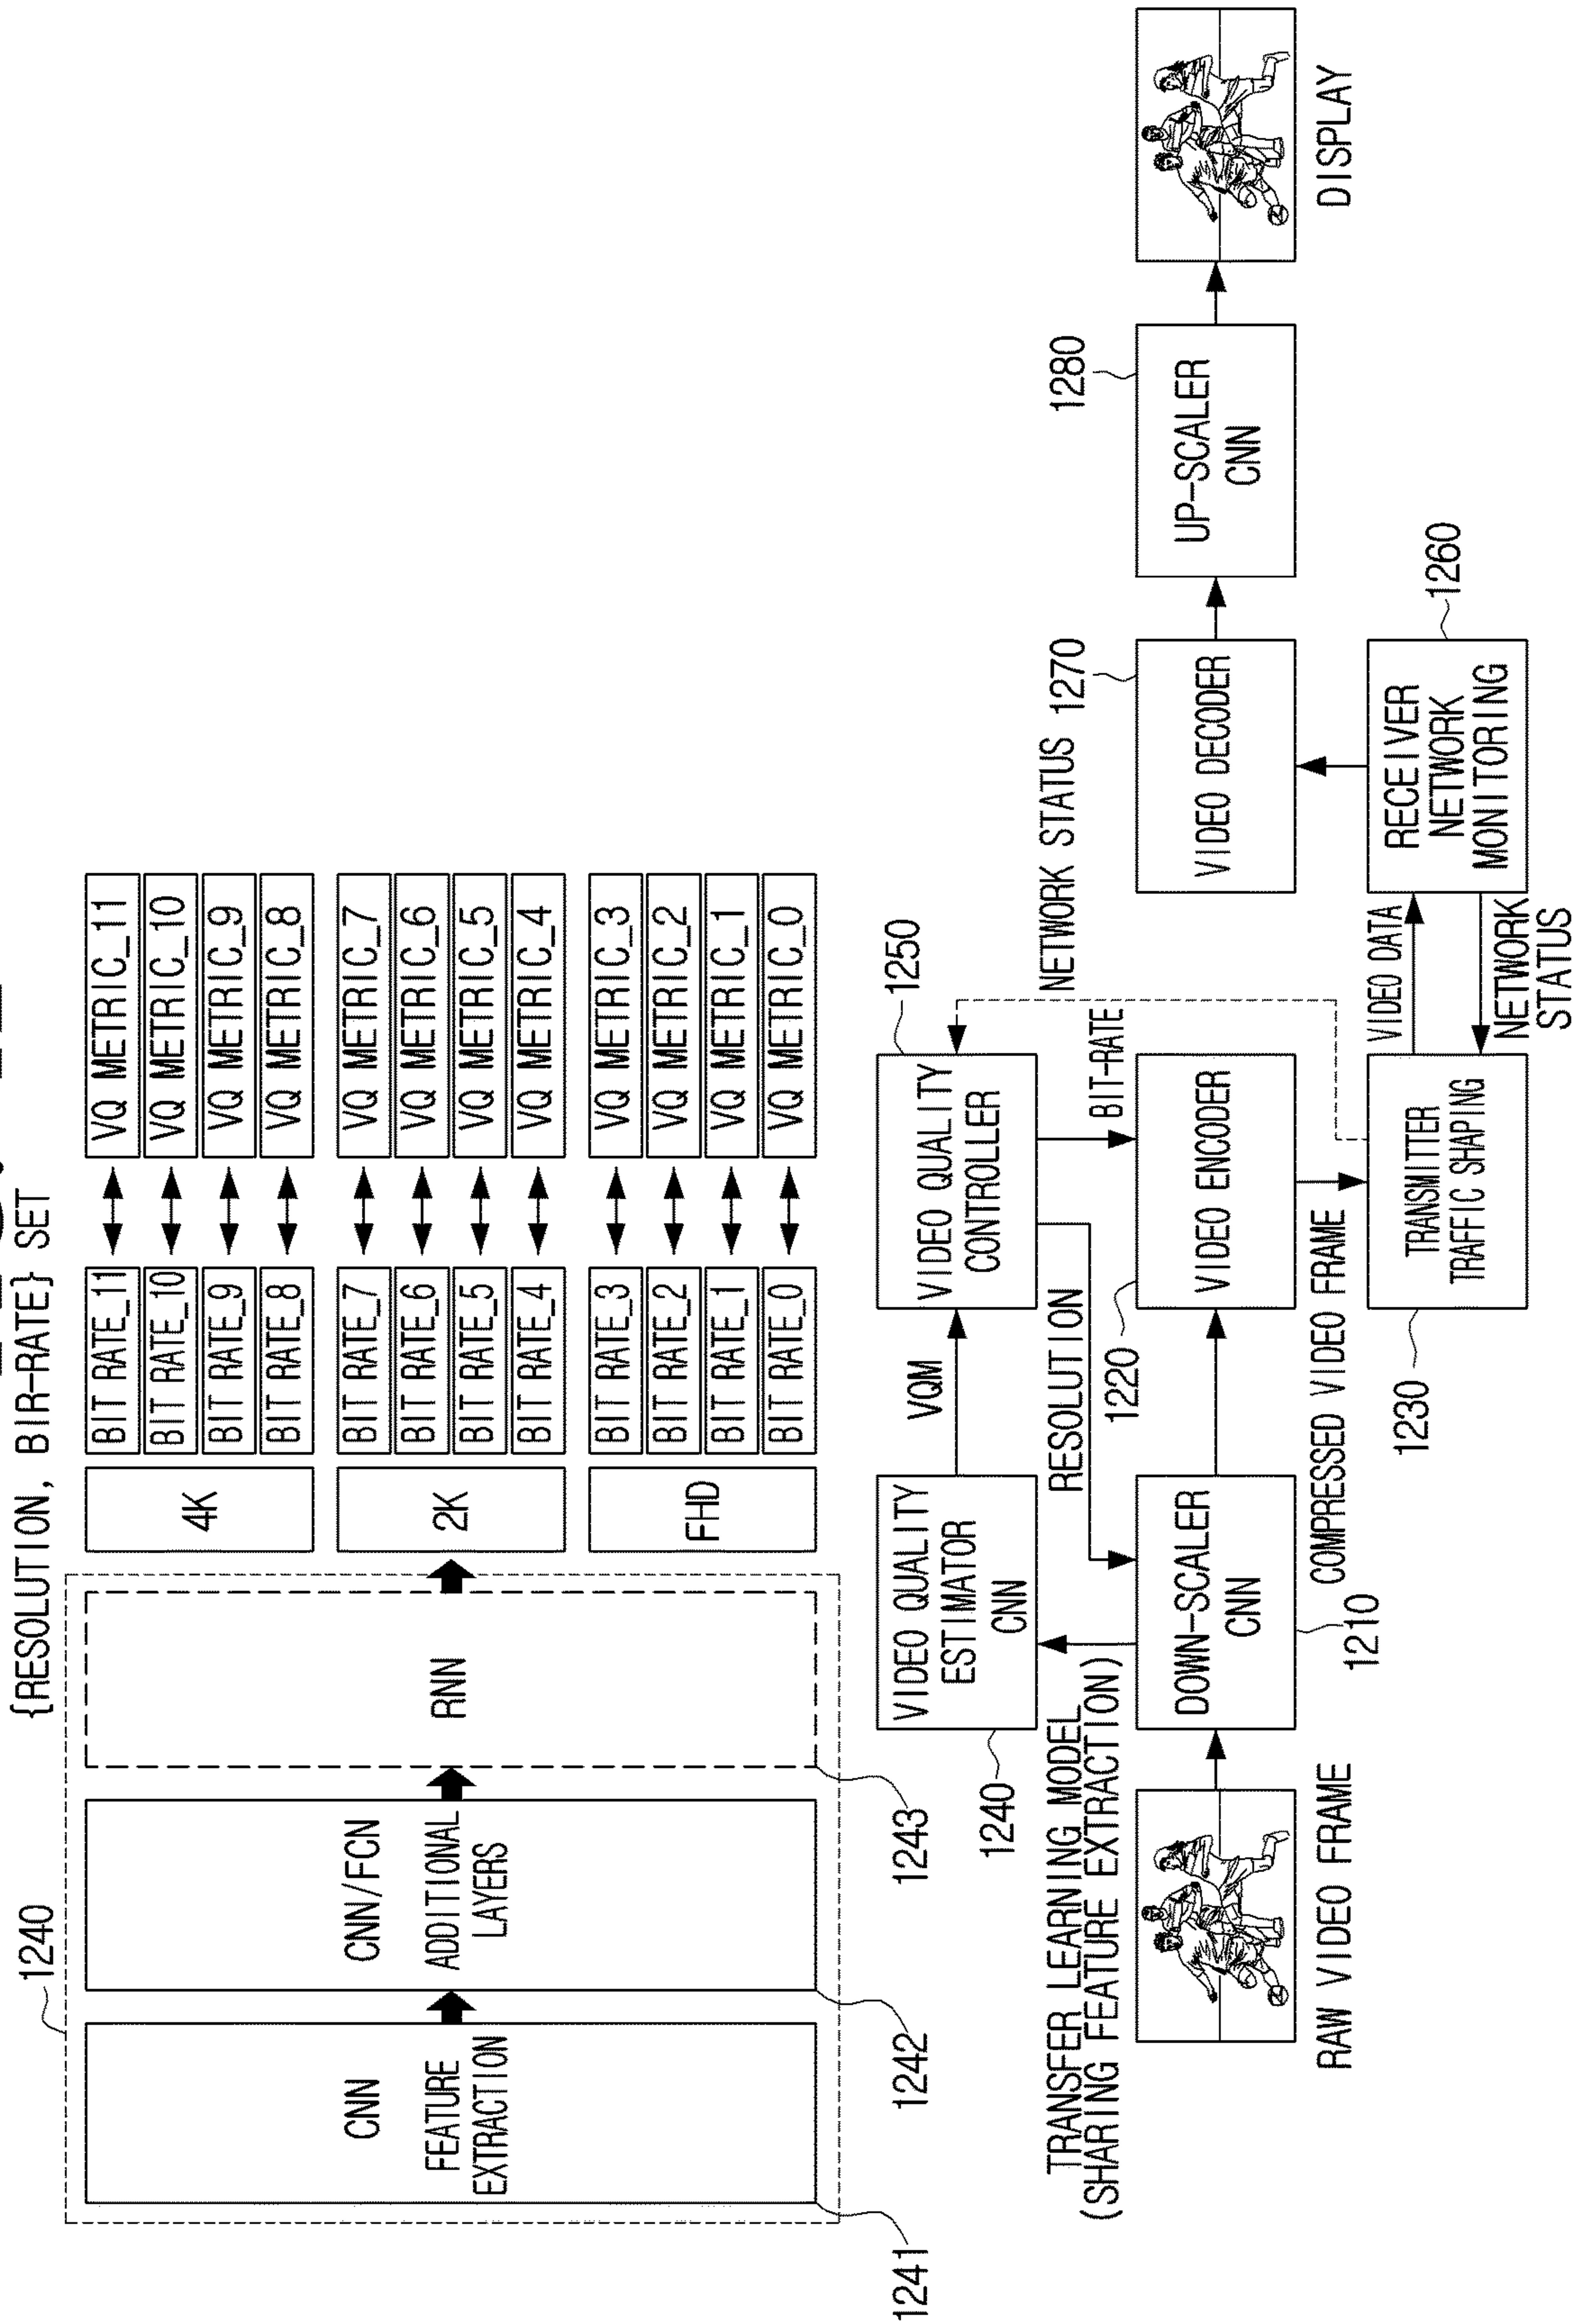 {RESOLUTION, BIR-RATE} SET
1240
CNN
FEATURE
EXTRACTION
1241
CNN/FCN
ADDITIONAL
LAYERS
1242
RNN
1243
4K
BIT RATE_11
VQ METRIC_11
BIT RATE_10
VQ METRIC_10
BIT RATE_9
VQ METRIC_9
BIT RATE_8
VQ METRIC_8
2K
BIT RATE_7
VQ METRIC_7
BIT RATE_6
VQ METRIC_6
BIT RATE_5
VQ METRIC_5
BIT RATE_4
VQ METRIC_4
FHD
BIT RATE_3
VQ METRIC_3
BIT RATE_2
VQ METRIC_2
BIT RATE_1
VQ METRIC_1
BIT RATE_0
VQ METRIC_0
VIDEO QUALITY
ESTIMATOR
CNN
1240
VQM
VIDEO QUALITY
CONTROLLER
1250
NETWORK STATUS
TRANSFER LEARNING MODEL
(SHARING FEATURE EXTRACTION)
RESOLUTION
BIT-RATE
RAW VIDEO FRAME
DOWN-SCALER
CNN
1210
1220
VIDEO ENCODER
COMPRESSED VIDEO FRAME
1230
TRANSMITTER
TRAFFIC SHAPING
VIDEO DATA
NETWORK
STATUS
RECEIVER
NETWORK
MONITORING
1260
1270
VIDEO DECODER
1280
UP-SCALER
CNN
DISPLAY